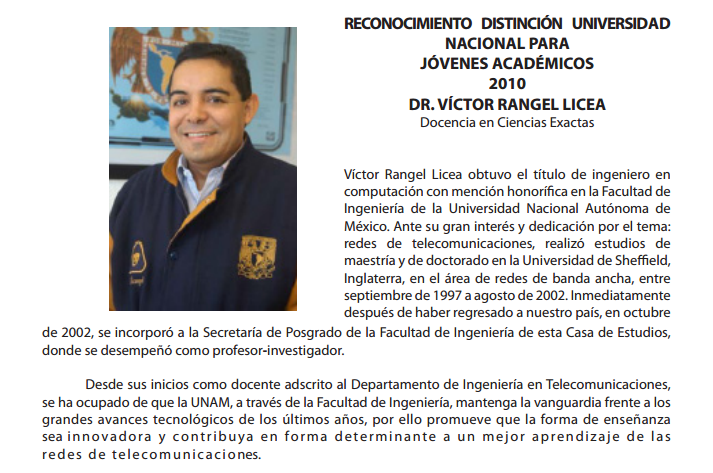 RECONOCIMIENTO DISTINCIÓN UNIVERSIDAD
NACIONAL PARA
JÓVENES ACADÉMICOS
2010
DR. VÍCTOR RANGEL LICEA
Docencia en Ciencias Exactas
Víctor Rangel Licea obtuvo el título de ingeniero en
computación con mención honorífica en la Facultad de
Ingeniería de la Universidad Nacional Autónoma de
México. Ante su gran interés y dedicación por el tema:
redes de telecomunicaciones, realizó estudios de
maestría y de doctorado en la Universidad de Sheffield,
Inglaterra, en el área de redes de banda ancha, entre
septiembre de 1997 a agosto de 2002. Inmediatamente
después de haber regresado a nuestro país, en octubre
de 2002, se incorporó a la Secretaría de Posgrado de la Facultad de Ingeniería de esta Casa de Estudios,
donde se desempeñó como profesor-investigador.
Desde sus inicios como docente adscrito al Departamento de Ingeniería en Telecomunicaciones,
se ha ocupado de que la UNAM, a través de la Facultad de Ingeniería, mantenga la vanguardia frente a los
grandes avances tecnológicos de los últimos años, por ello promueve que la forma de enseñanza
sea innovadora y contribuya en forma determinante a un mejor aprendizaje de las
redes de telecomunicaciones.